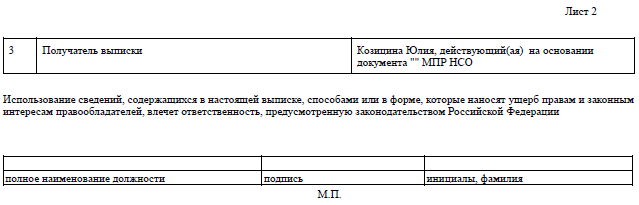 Лист 2
3 Получатель выписки Козицина Юлия, действующий(ая) на основании
документа "" МПР НСО
Использование сведений, содержащихся в настоящей выписке, способами или в форме, которые наносят ущерб правам и законным
интересам правообладателей, влечет ответственность, предусмотренную законодательством Российской Федерации
полное наименование должности подпись инициалы, фамилия
М.П.